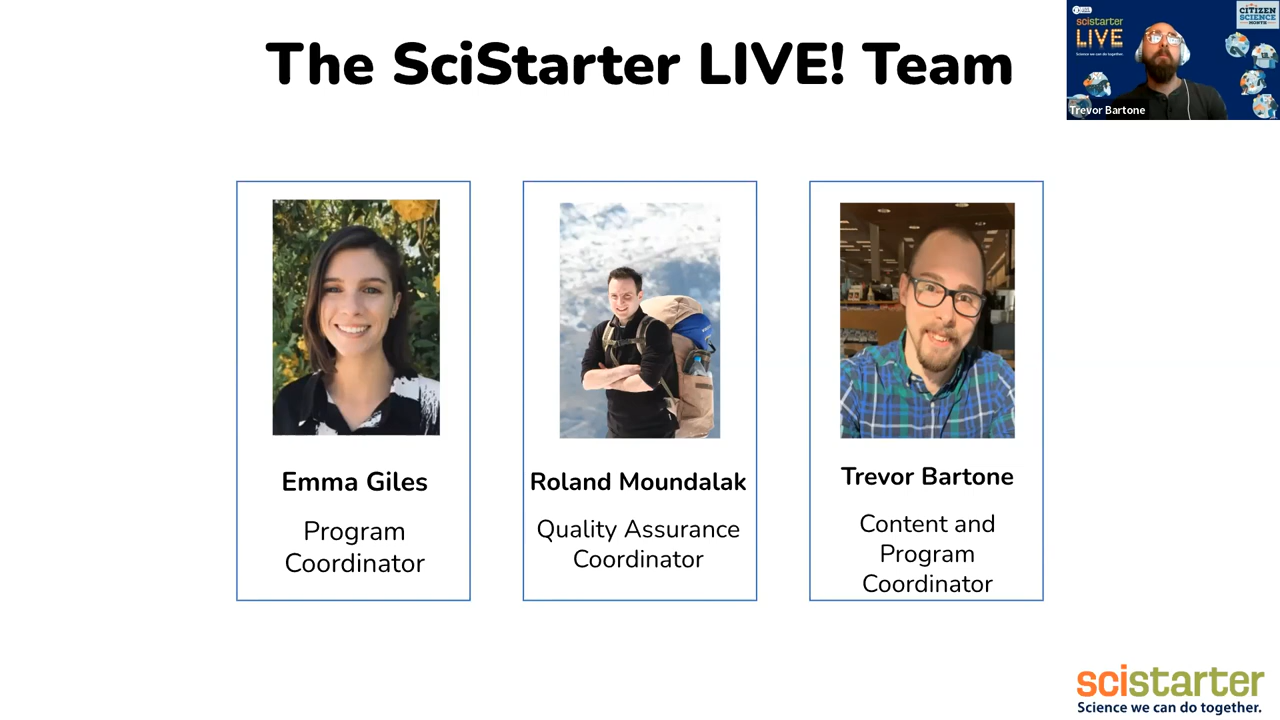 The SciStarter LIVE! Team
scistarter
LIVE
Science we can do together.
CITIZEN
SCIENCE
MONTH
Trevor Bartone
Emma Giles
Program
Coordinator
Roland Moundalak
Quality Assurance
Coordinator
Trevor Bartone
Content and
Program
Coordinator
scistarter
Science we can do together.